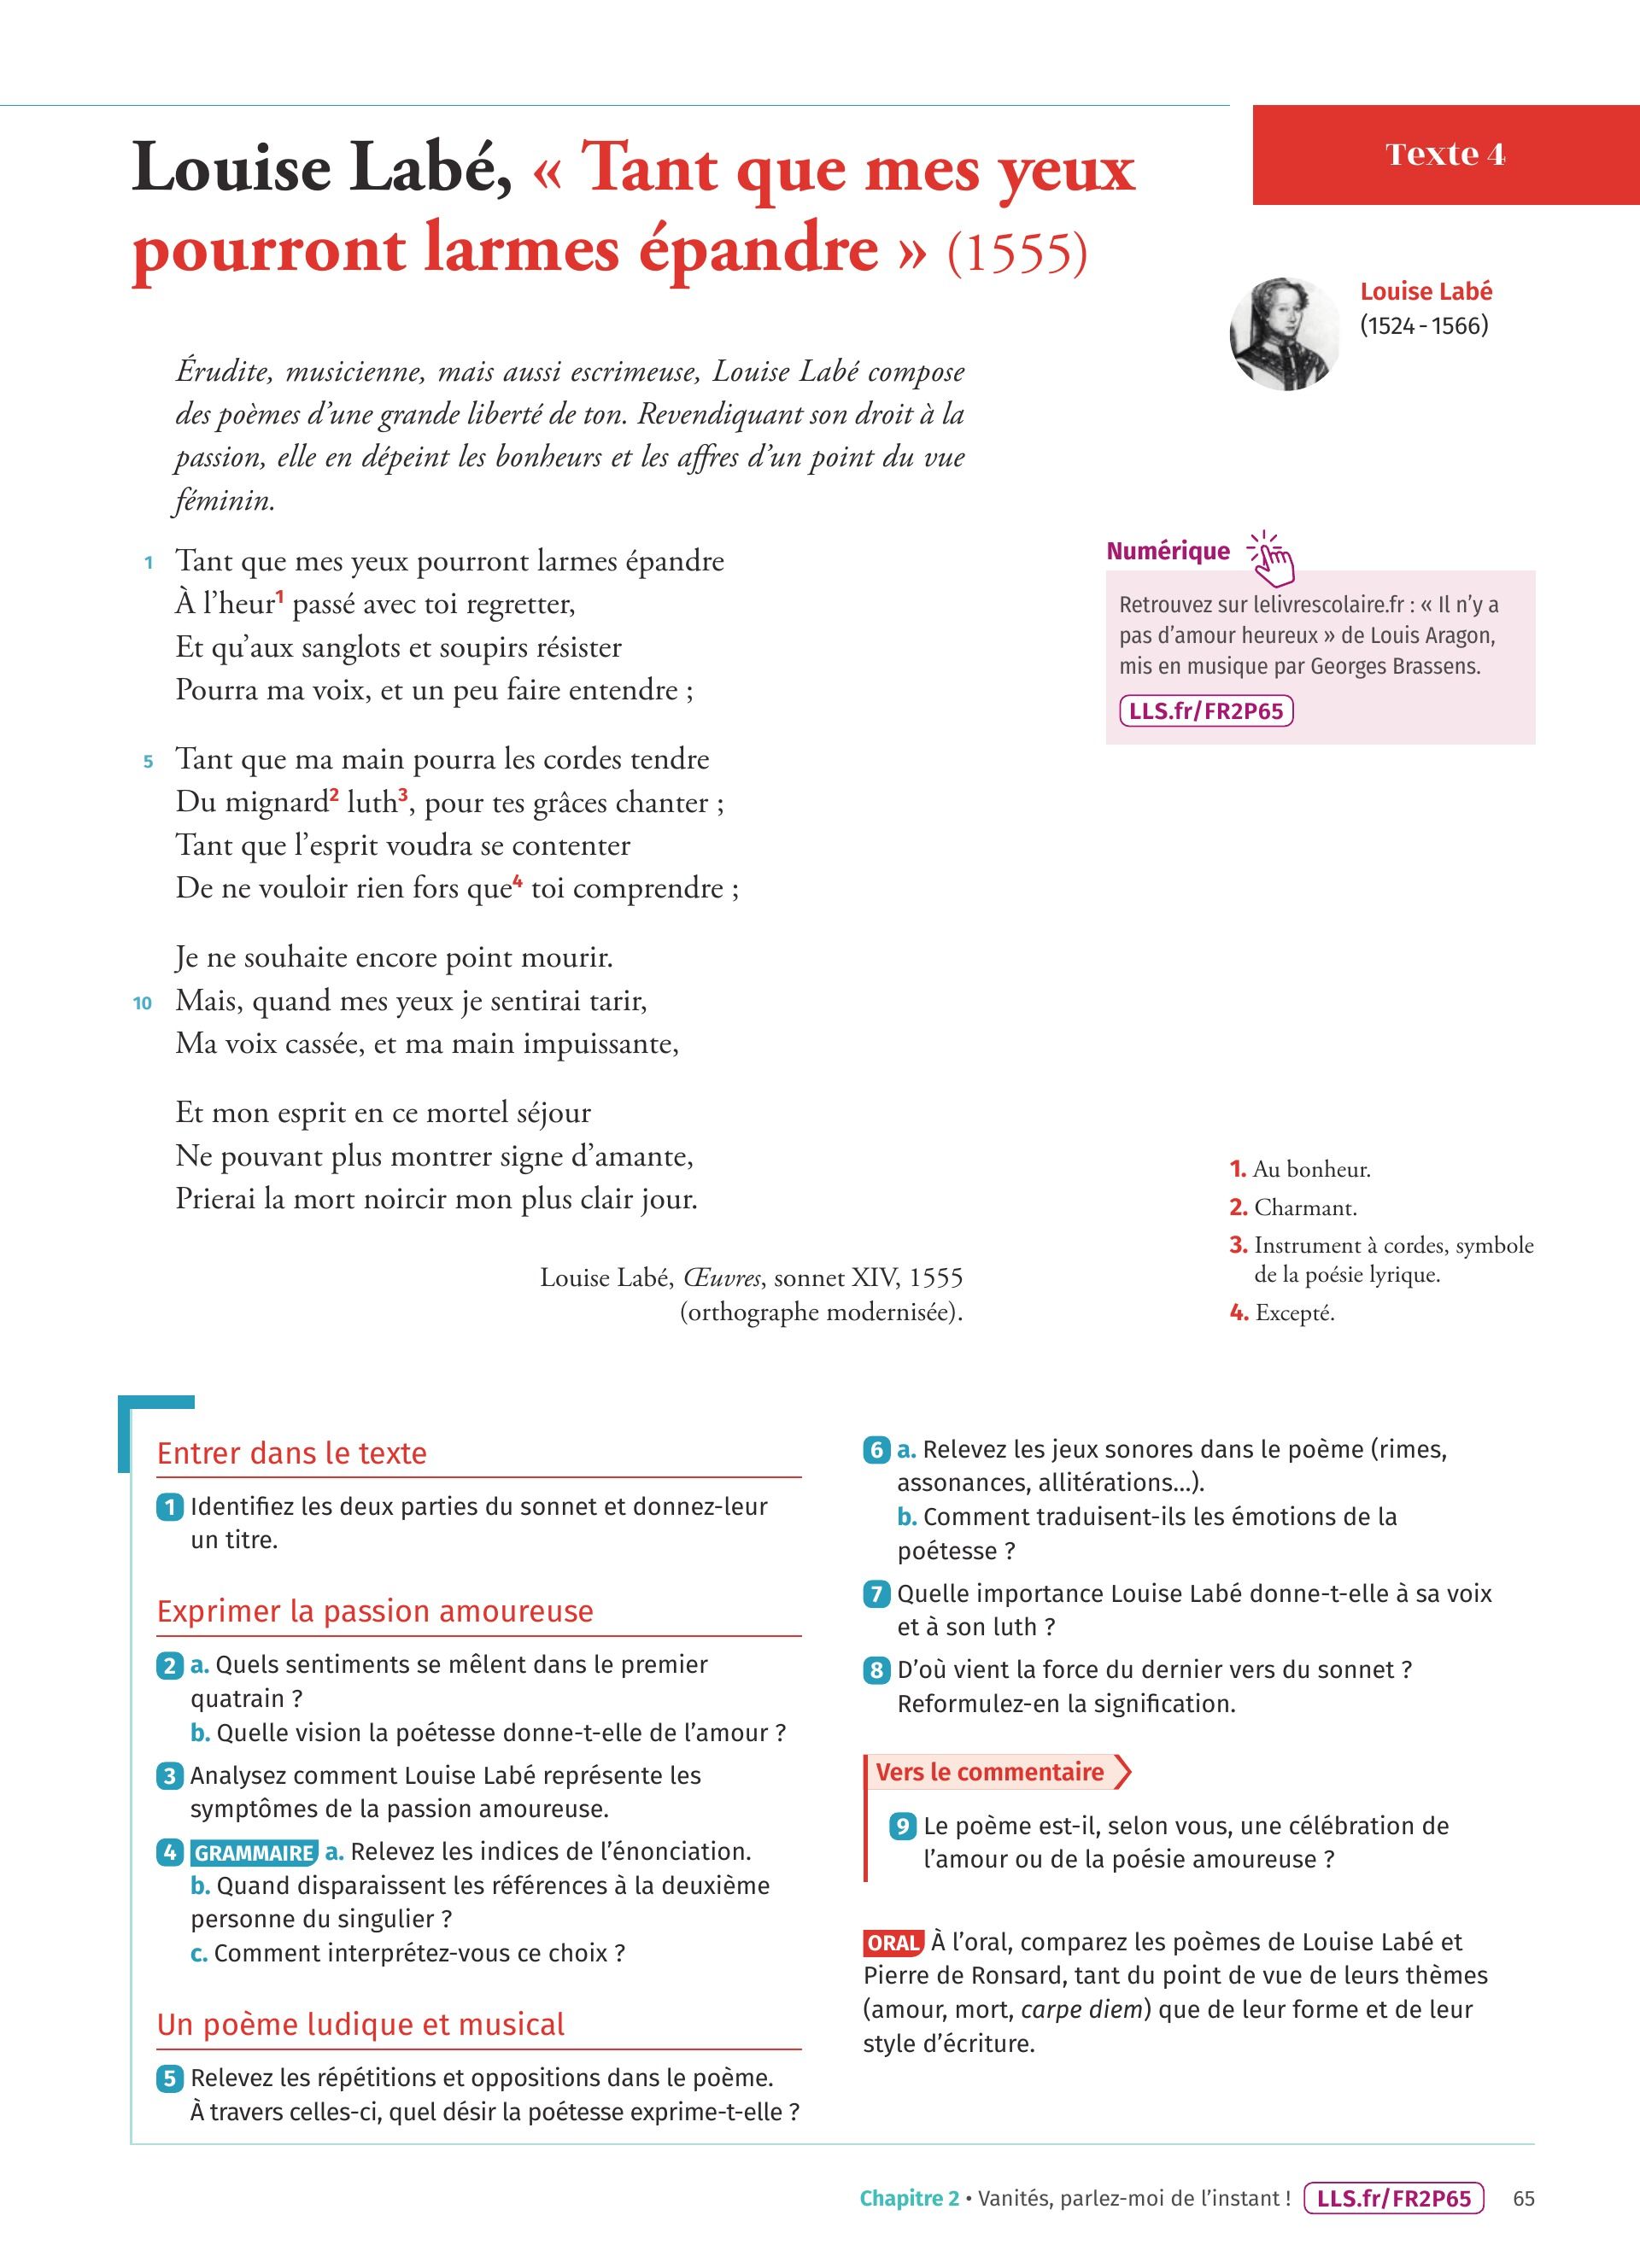 Texte 4
Louise Labé, « Tant que mes yeux
pourront larmes épandre » (1555)
Louise Labé
(1524 - 1566)
Érudite, musicienne, mais aussi escrimeuse, Louise Labé compose
des poèmes d’une grande liberté de ton. Revendiquant son droit à la
passion, elle en dépeint les bonheurs et les affres d’un point du vue
féminin.
1 Tant que mes yeux pourront larmes épandre
À l’heur1 passé avec toi regretter,
Et qu’aux sanglots et soupirs résister
Pourra ma voix, et un peu faire entendre ;
5 Tant que ma main pourra les cordes tendre
Du mignard2 luth3, pour tes grâces chanter ;
Tant que l’esprit voudra se contenter
De ne vouloir rien fors que4 toi comprendre ;
Je ne souhaite encore point mourir.
10 Mais, quand mes yeux je sentirai tarir,
Ma voix cassée, et ma main impuissante,
Et mon esprit en ce mortel séjour
Ne pouvant plus montrer signe d’amante,
Prierai la mort noircir mon plus clair jour.
Louise Labé, Œuvres, sonnet XIV, 1555
(orthographe modernisée).
Numérique
Retrouvez sur lelivrescolaire.fr : « Il n’y a
pas d’amour heureux » de Louis Aragon,
mis en musique par Georges Brassens.
LLS.fr/FR2P65
1. Au bonheur.
2. Charmant.
3. Instrument à cordes, symbole
de la poésie lyrique.
4. Excepté.
Entrer dans le texte
1 Identifiez les deux parties du sonnet et donnez-leur
un titre.
Exprimer la passion amoureuse
2 a. Quels sentiments se mêlent dans le premier
quatrain ?
b. Quelle vision la poétesse donne-t-elle de l’amour ?
3 Analysez comment Louise Labé représente les
symptômes de la passion amoureuse.
4 GRAMMAIRE a. Relevez les indices de l’énonciation.
b. Quand disparaissent les références à la deuxième
personne du singulier ?
c. Comment interprétez-vous ce choix ?
Un poème ludique et musical
5 Relevez les répétitions et oppositions dans le poème.
À travers celles-ci, quel désir la poétesse exprime-t-elle ?
6 a. Relevez les jeux sonores dans le poème (rimes,
assonances, allitérations…).
b. Comment traduisent-ils les émotions de la
poétesse ?
7 Quelle importance Louise Labé donne-t-elle à sa voix
et à son luth ?
8 D’où vient la force du dernier vers du sonnet ?
Reformulez-en la signification.
Vers le commentaire
9 Le poème est-il, selon vous, une célébration de
l’amour ou de la poésie amoureuse ?
ORAL À l’oral, comparez les poèmes de Louise Labé et
Pierre de Ronsard, tant du point de vue de leurs thèmes
(amour, mort, carpe diem) que de leur forme et de leur
style d’écriture.
Chapitre 2 • Vanités, parlez-moi de l’instant ! LLS.fr/FR2P65 65